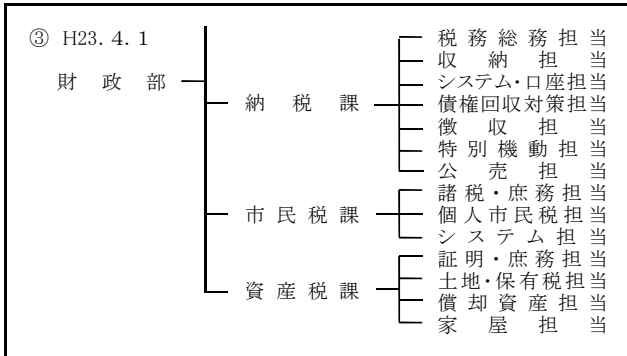 ③ H23.4.1
財政部
納税課
税務総務担当
収納担当
システム・口座担当
債権回収対策担当
徴収担当
特別機動担当
公売担当
市民税課
諸税・庶務担当
個人市民税担当
システム担当
資産税課
証明・庶務担当
土地・保有税担当
償却資産担当
家屋担当